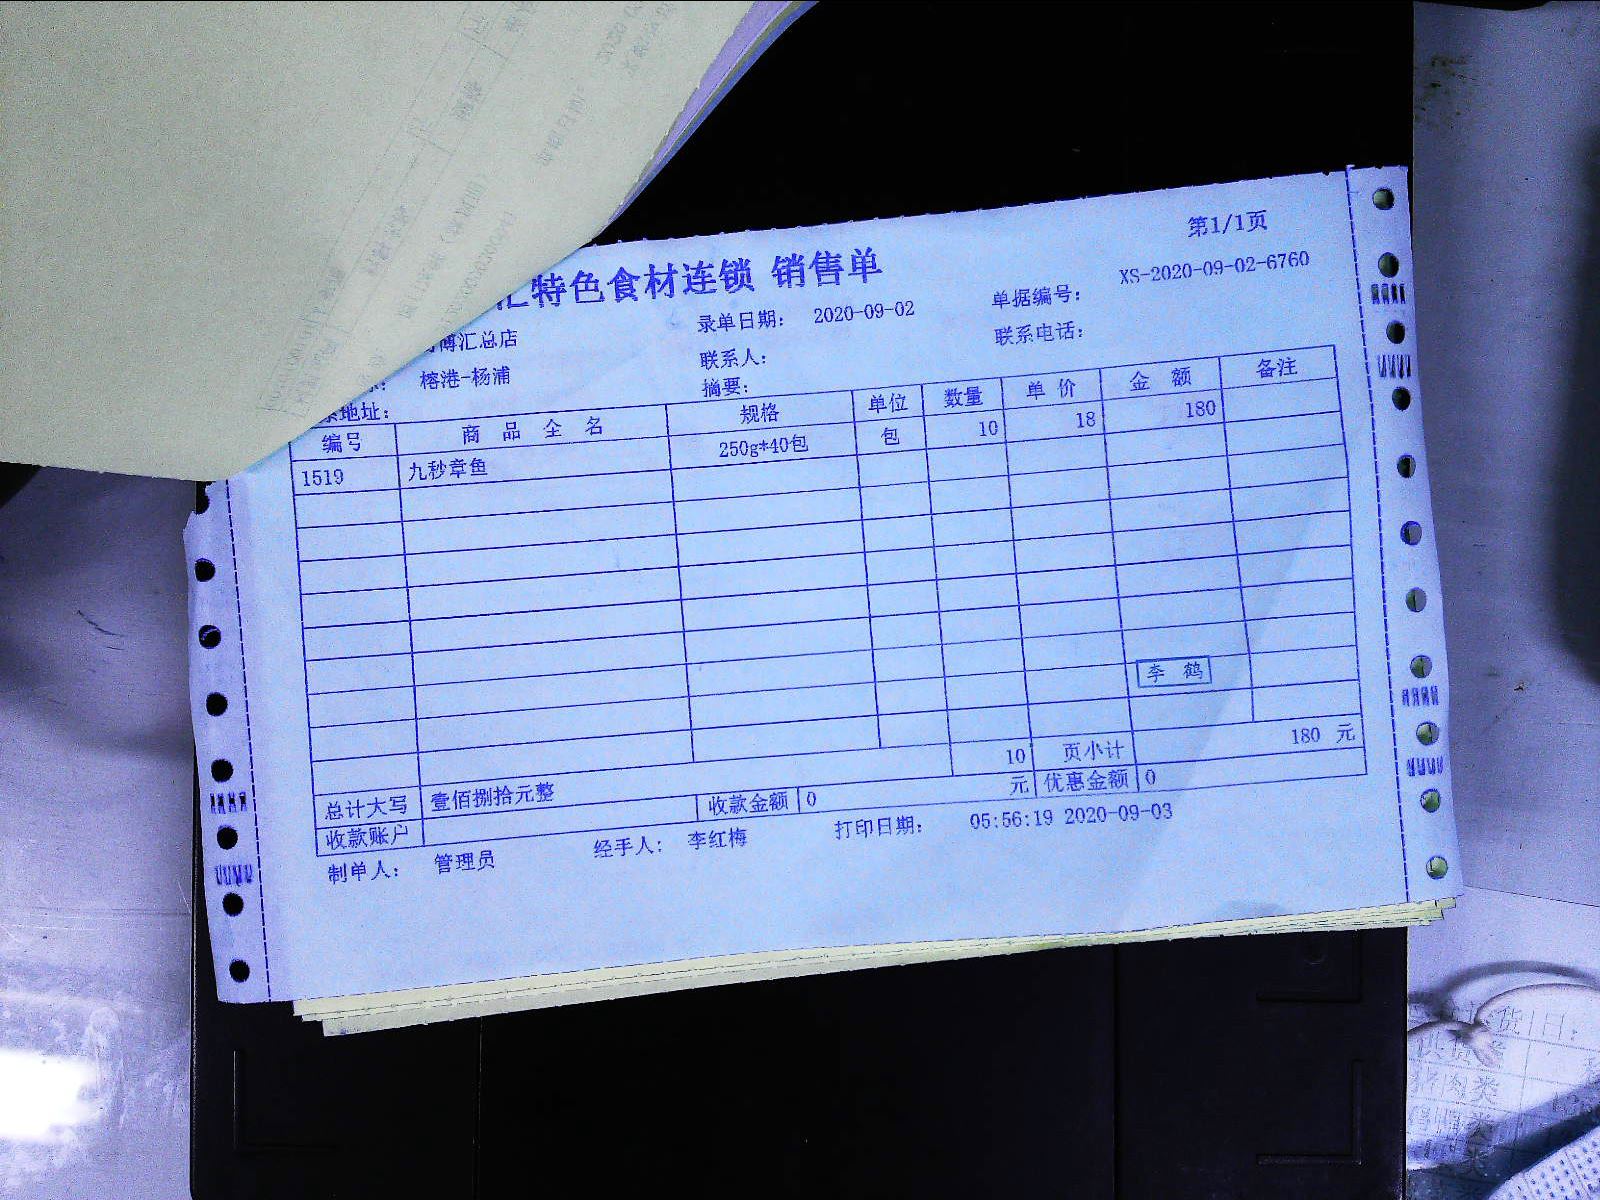 第1/1页
汇特色食材连锁 销售单
录单日期： 2020-09-02 单据编号： XS-2020-09-02-6760
博汇总店 联系人： 联系电话：
榕港-杨浦 摘要：
地址：
编号 商品全名 规格 单位 数量 单价 金额 备注
1519 九秒章鱼 250g*40包 包 10 18 180
李鹤
10 页小计 180 元
总计大写 壹佰捌拾元整 收款金额 0 元 优惠金额 0
收款账户
制单人： 管理员 经手人： 李红梅 打印日期： 05:56:19 2020-09-03
货 日：
肉类